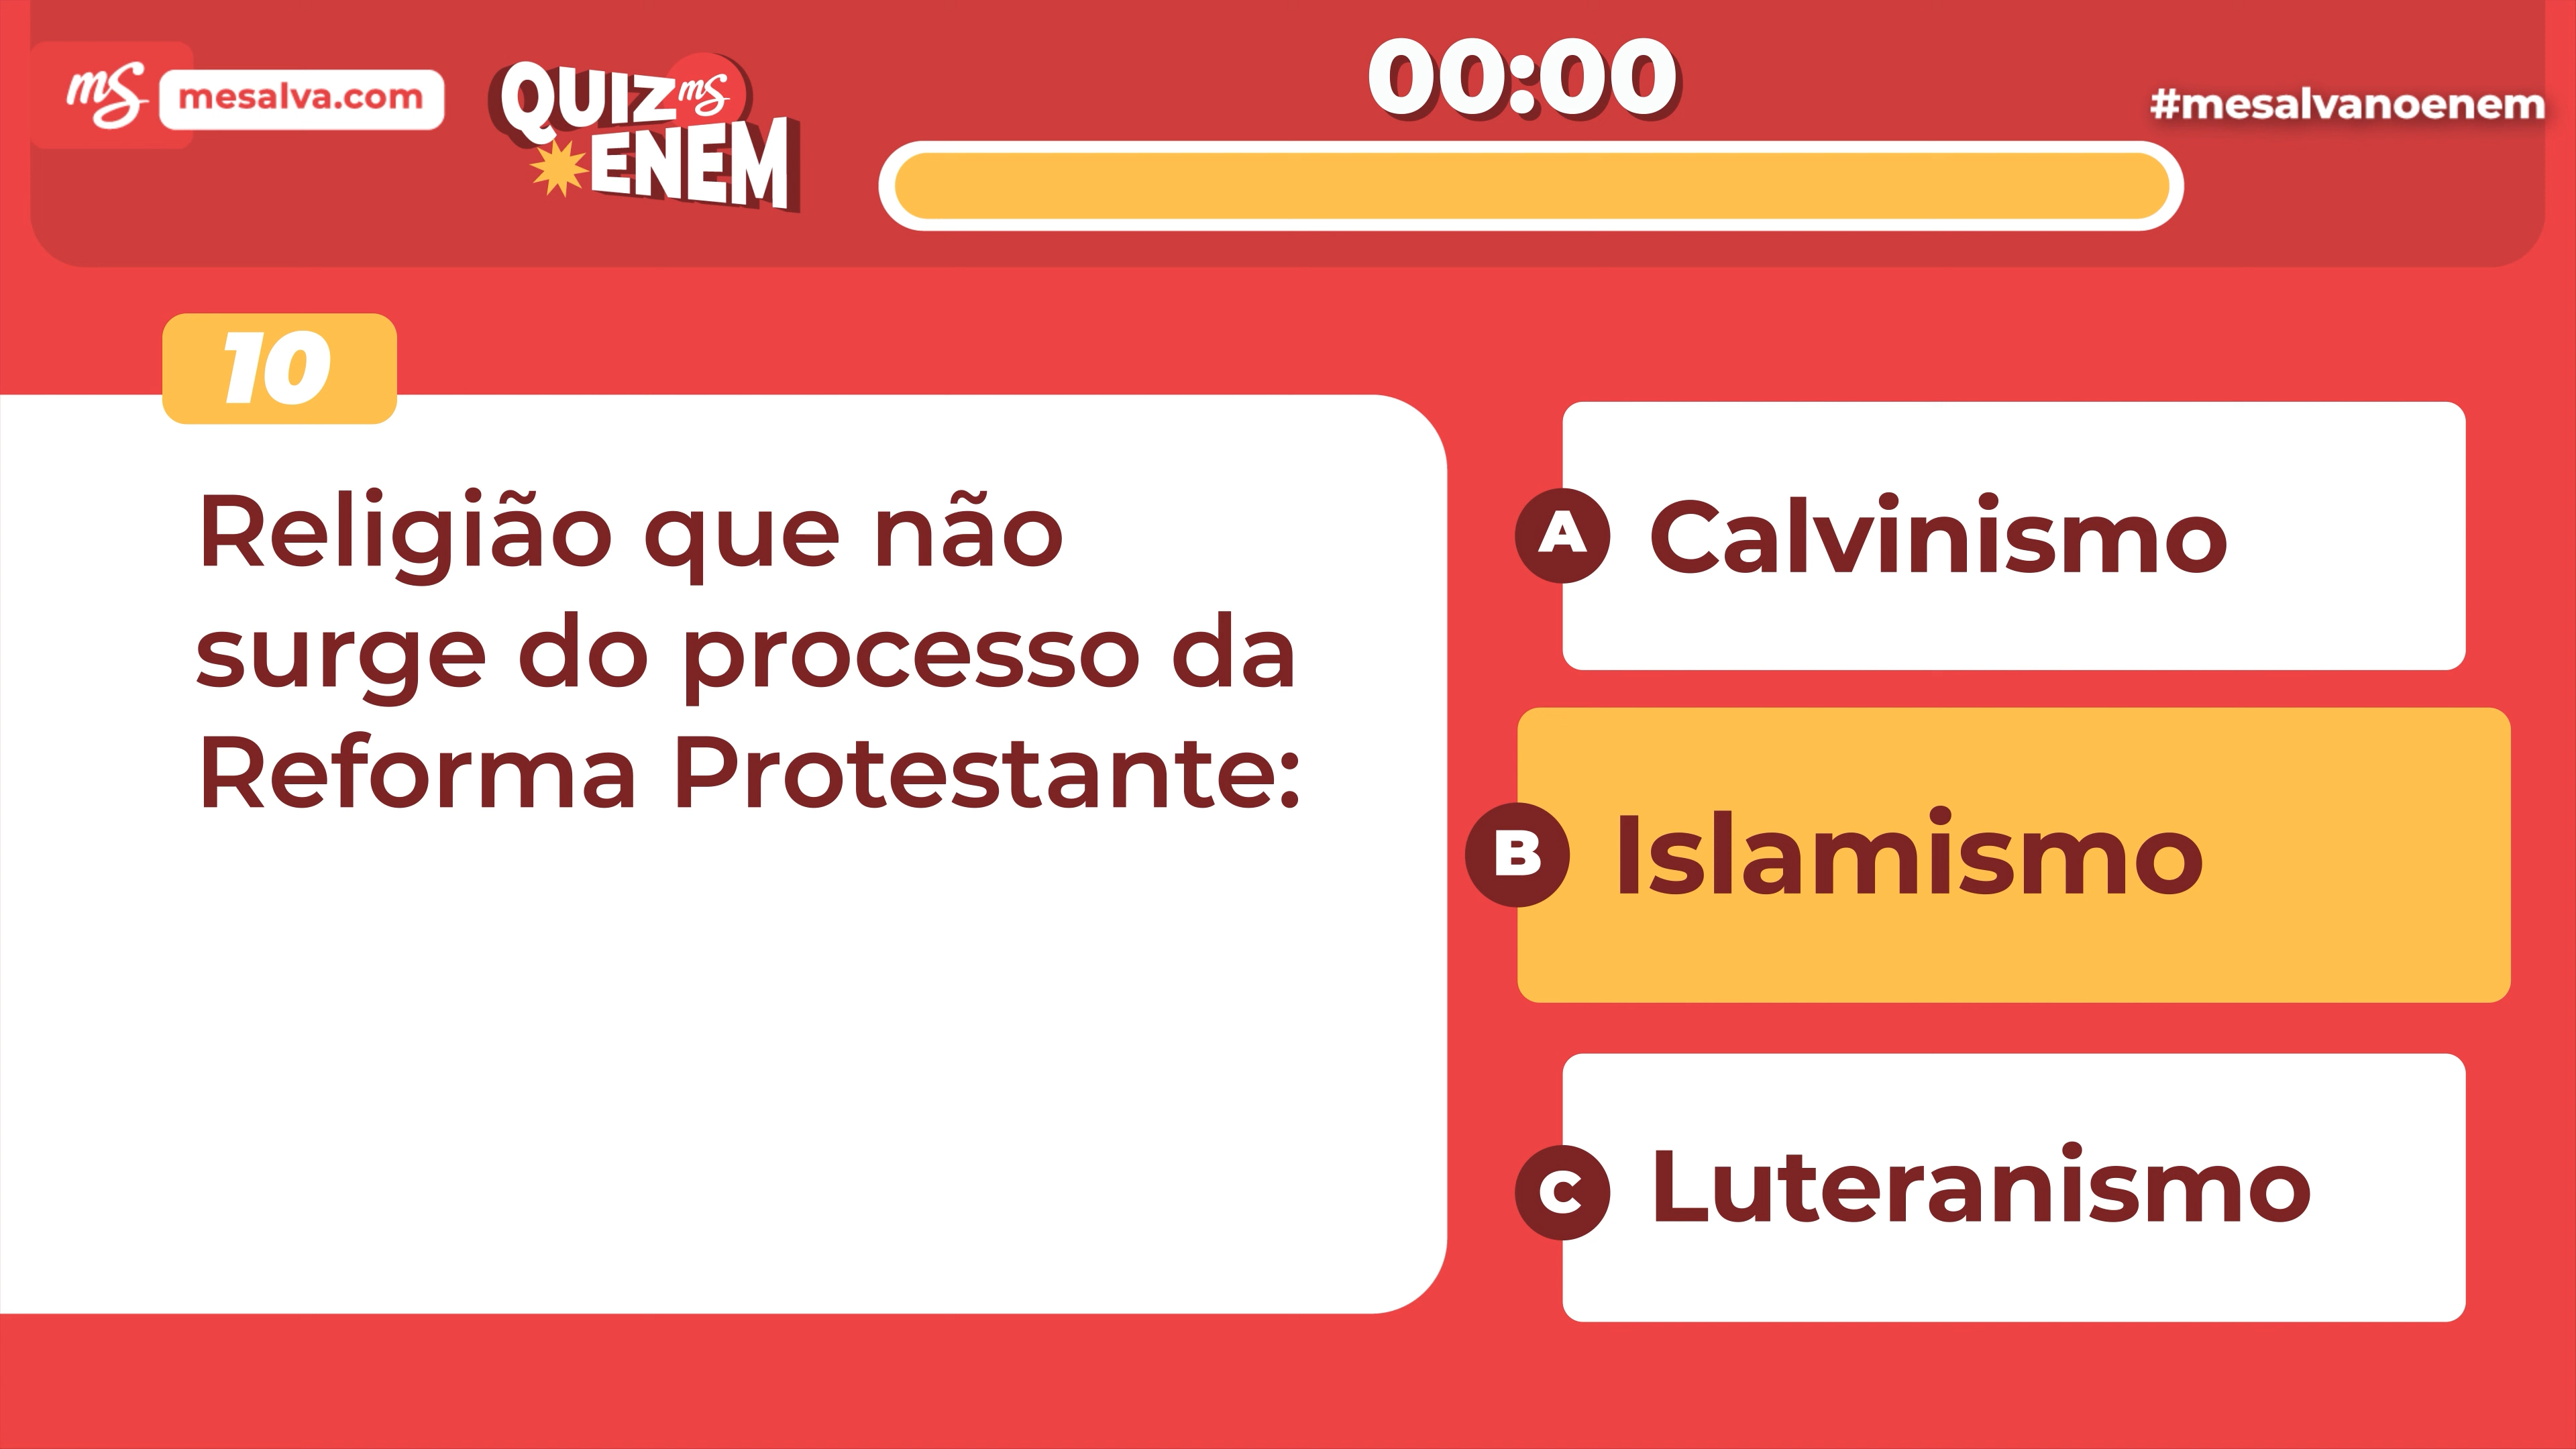 mS mesalva.com
QUIZ mS
ENEM
00:00
#mesalvanoenem
10
Religião que não
surge do processo da
Reforma Protestante:
A Calvinismo
B Islamismo
C Luteranismo